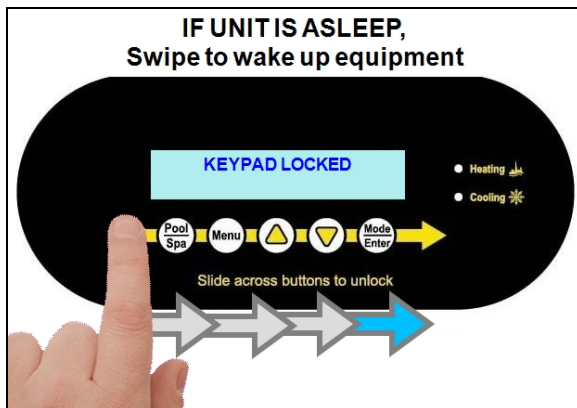 IF UNIT IS ASLEEP,
Swipe to wake up equipment
KEYPAD LOCKED
Heating
Cooling
Pool
Spa
Menu
Mode
Enter
Slide across buttons to unlock